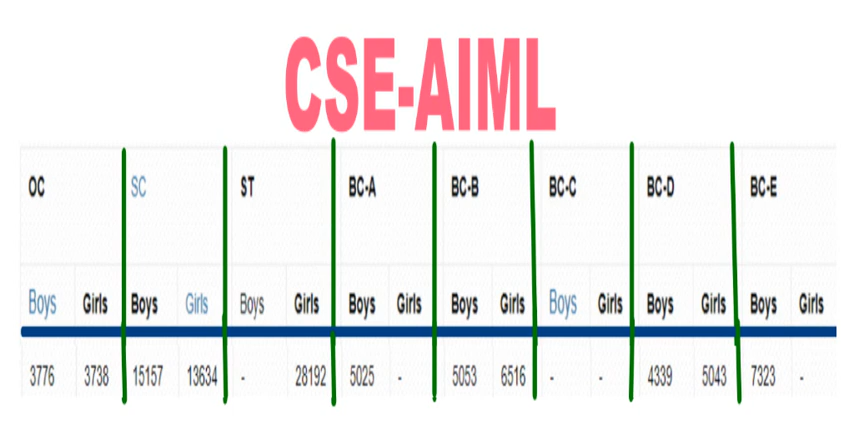 CSE-AIML
OC SC ST BC-A BC-B BC-C BC-D BC-E
Boys Girls Boys Girls Boys Girls Boys Girls Boys Girls Boys Girls Boys Girls Boys Girls
3776 3738 15157 13634 - 28192 5025 - 5053 6516 - - 4339 5043 7323 -